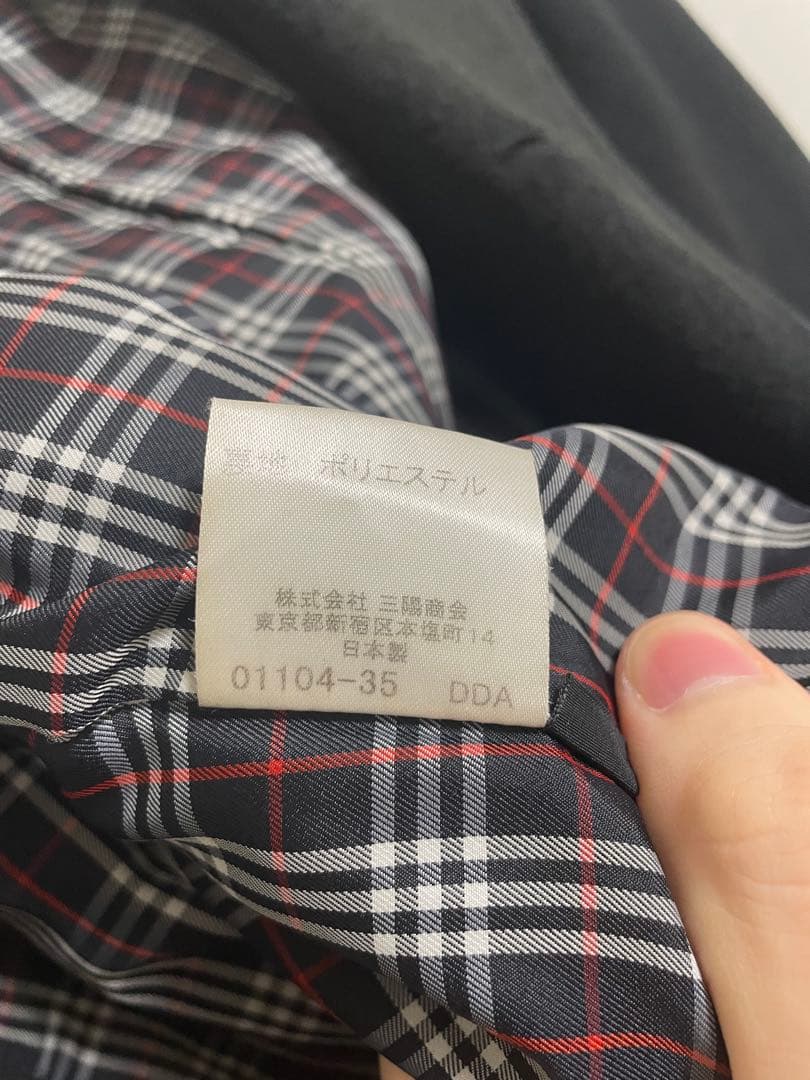 裏地 ポリエステル
株式会社 三陽商会
東京都新宿区本塩町14
日本製
01104-35 DDA